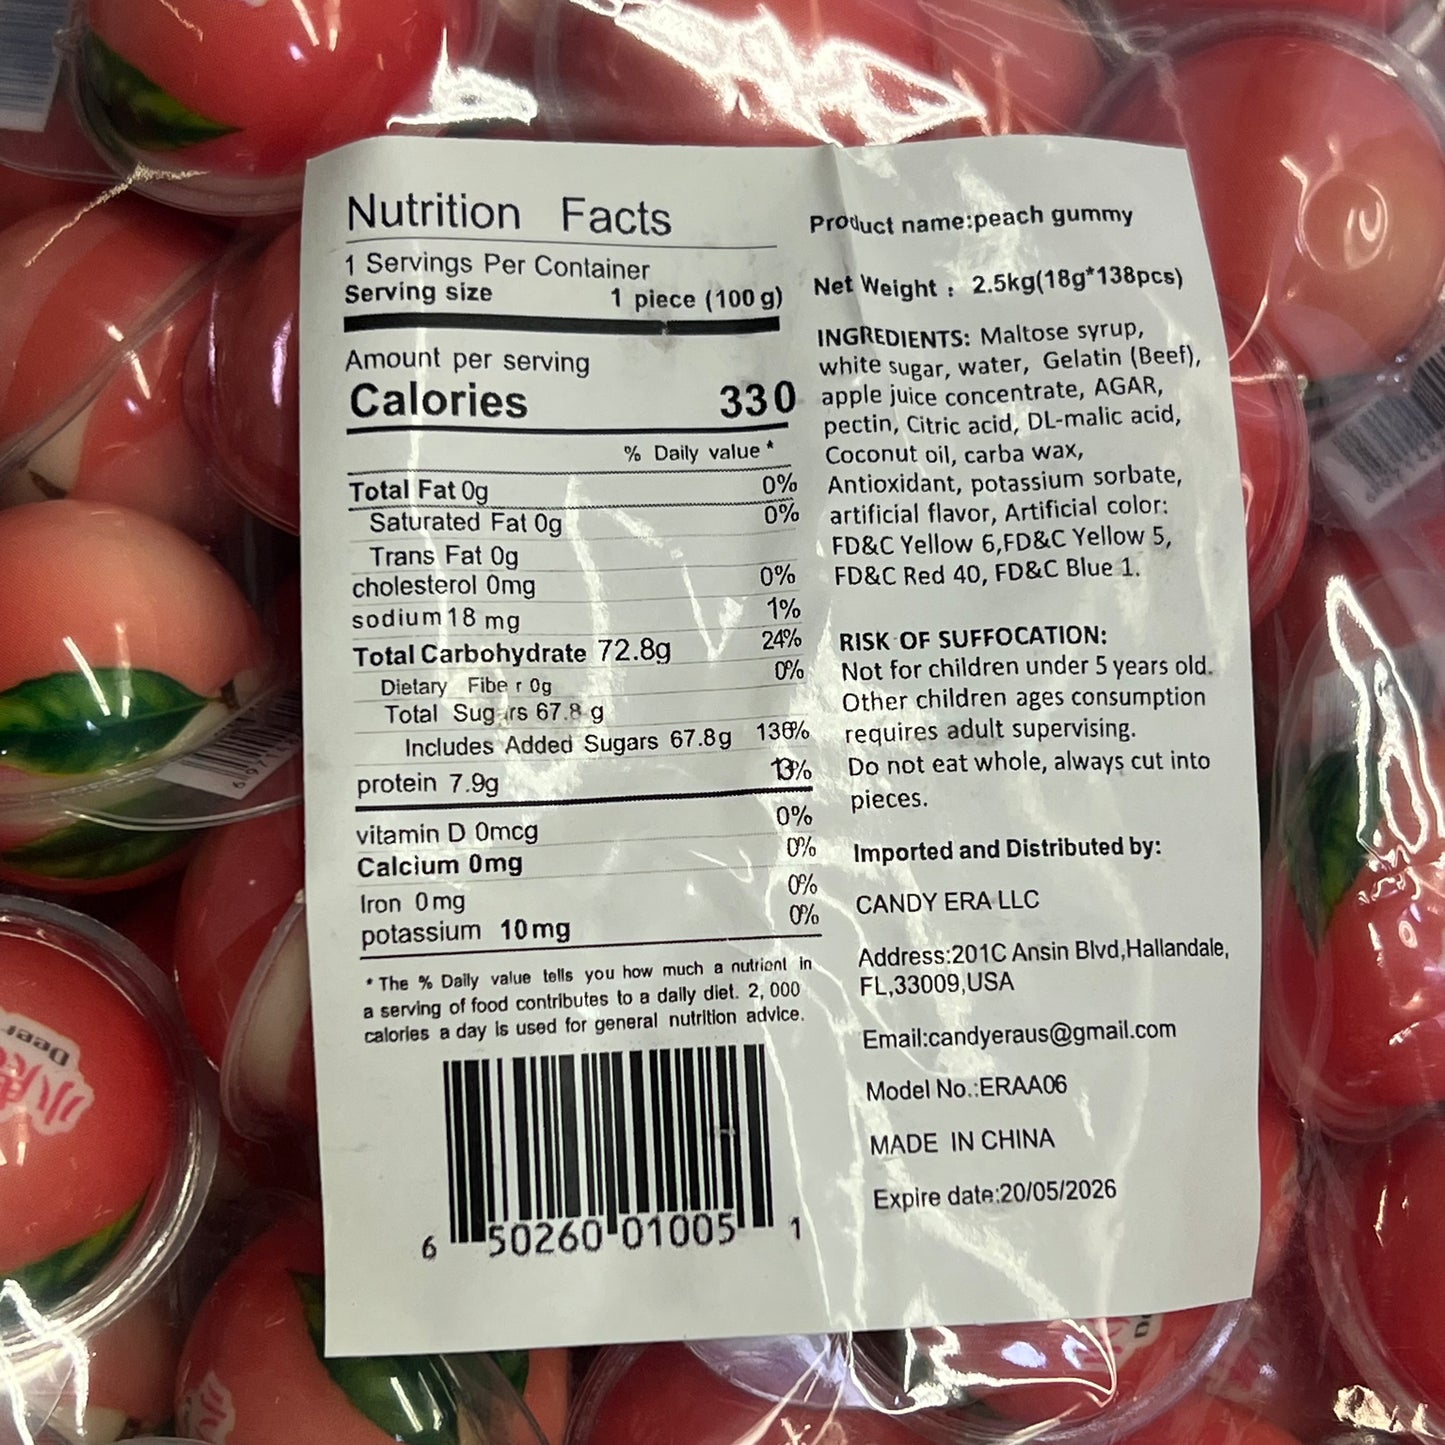 Nutrition Facts
1 Servings Per Container
Serving size 1 piece (100 g)
Amount per serving
Calories 330
% Daily value *
Total Fat 0g 0%
Saturated Fat 0g 0%
Trans Fat 0g
cholesterol 0mg 0%
sodium 18 mg 1%
Total Carbohydrate 72.8g 24%
Dietary Fibe r 0g 0%
Total Sugars 67.8 g
Includes Added Sugars 67.8g 136%
protein 7.9g 13%
vitamin D 0mcg 0%
Calcium 0mg 0%
Iron 0mg 0%
potassium 10mg 0%
* The % Daily value tells you how much a nutrient in
a serving of food contributes to a daily diet. 2, 000
calories a day is used for general nutrition advice.
6 50260 01005 1
Product name:peach gummy
Net Weight : 2.5kg(18g*138pcs)
INGREDIENTS: Maltose syrup,
white sugar, water, Gelatin (Beef),
apple juice concentrate, AGAR,
pectin, Citric acid, DL-malic acid,
Coconut oil, carba wax,
Antioxidant, potassium sorbate,
artificial flavor, Artificial color:
FD&C Yellow 6,FD&C Yellow 5,
FD&C Red 40, FD&C Blue 1.
RISK OF SUFFOCATION:
Not for children under 5 years old.
Other children ages consumption
requires adult supervising.
Do not eat whole, always cut into
pieces.
Imported and Distributed by:
CANDY ERA LLC
Address:201C Ansin Blvd,Hallandale,
FL,33009,USA
Email:candyeraus@gmail.com
Model No.:ERAA06
MADE IN CHINA
Expire date:20/05/2026
Deer